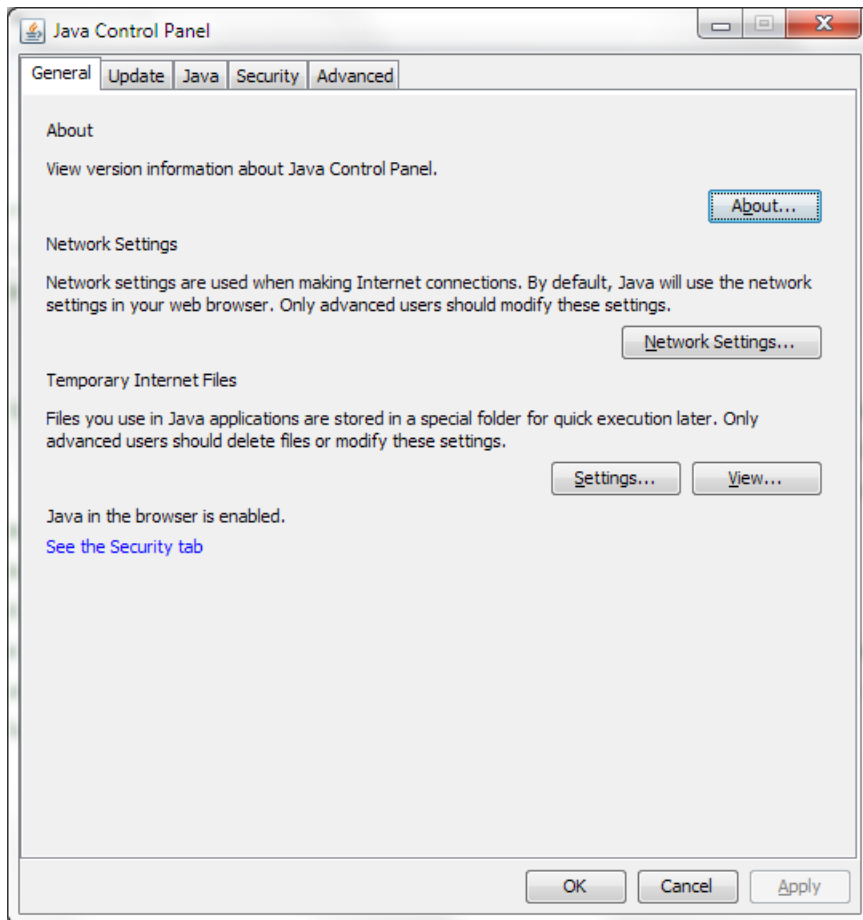 Java Control Panel
General Update Java Security Advanced
About
View version information about Java Control Panel.
About...
Network Settings
Network settings are used when making Internet connections. By default, Java will use the network
settings in your web browser. Only advanced users should modify these settings.
Network Settings...
Temporary Internet Files
Files you use in Java applications are stored in a special folder for quick execution later. Only
advanced users should delete files or modify these settings.
Settings... View...
Java in the browser is enabled.
See the Security tab
OK Cancel Apply